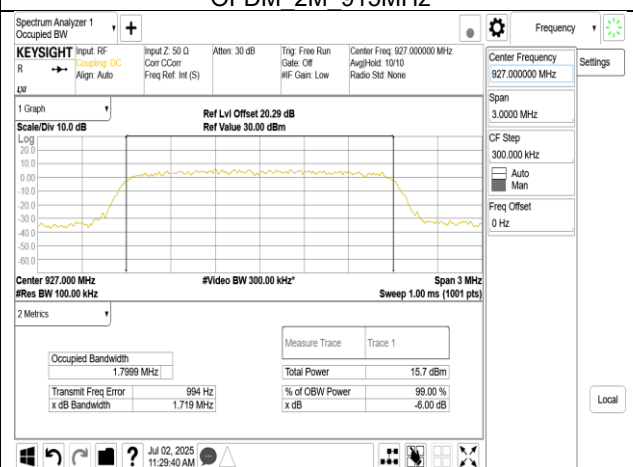 OFDM_2M_915MHz
Spectrum Analyzer 1
Occupied BW
Frequency
KEYSIGHT
R
LXI
Input: RF
Coupling: DC
Align: Auto
Input Z: 50 Ω
Corr CCorr
Freq Ref: Int (S)
Atten: 30 dB
Trig: Free Run
Gate: Off
#IF Gain: Low
Center Freq: 927.000000 MHz
Avg|Hold: 10/10
Radio Std: None
Center Frequency
927.000000 MHz
Settings
Span
3.0000 MHz
CF Step
300.000 kHz
Auto
Man
Freq Offset
0 Hz
Local
1 Graph
Scale/Div 10.0 dB
Ref Lvl Offset 20.29 dB
Ref Value 30.00 dBm
Log
20.0
10.0
0.00
-10.0
-20.0
-30.0
-40.0
-50.0
-60.0
Center 927.000 MHz
#Res BW 100.00 kHz
#Video BW 300.00 kHz*
Span 3 MHz
Sweep 1.00 ms (1001 pts)
2 Metrics
Measure Trace Trace 1
Occupied Bandwidth
1.7999 MHz
Total Power 15.7 dBm
Transmit Freq Error 994 Hz
% of OBW Power 99.00 %
x dB Bandwidth 1.719 MHz
x dB -6.00 dB
?
Jul 02, 2025
11:29:40 AM